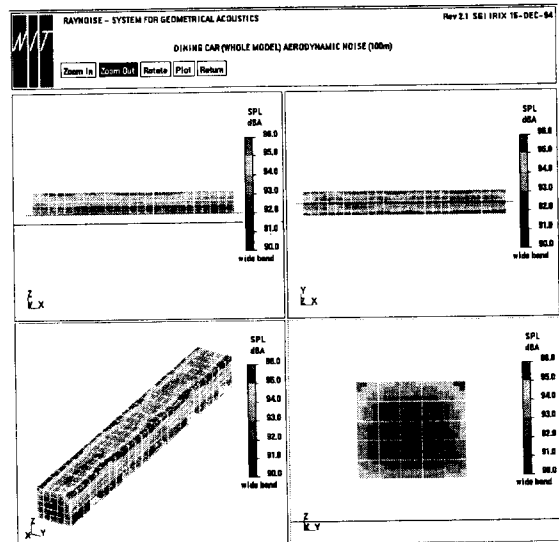 NIT
RAYNOISE - SYSTEM FOR GEOMETRICAL ACOUSTICS
Rev 2.1 SGI IRIX 15-DEC-94
DINING CAR (WHOLE MODEL) AERODYNAMIC NOISE (100m)
Zoom In Zoom Out Rotate Plot Return
SPL
dBA
96.0
95.0
94.0
93.0
92.0
91.0
90.0
wide band
Z
X
SPL
dBA
96.0
95.0
94.0
93.0
92.0
91.0
90.0
wide band
Y
Z X
SPL
dBA
96.0
95.0
94.0
93.0
92.0
91.0
90.0
wide band
Z
X Y
SPL
dBA
96.0
95.0
94.0
93.0
92.0
91.0
90.0
wide band
Z
X Y